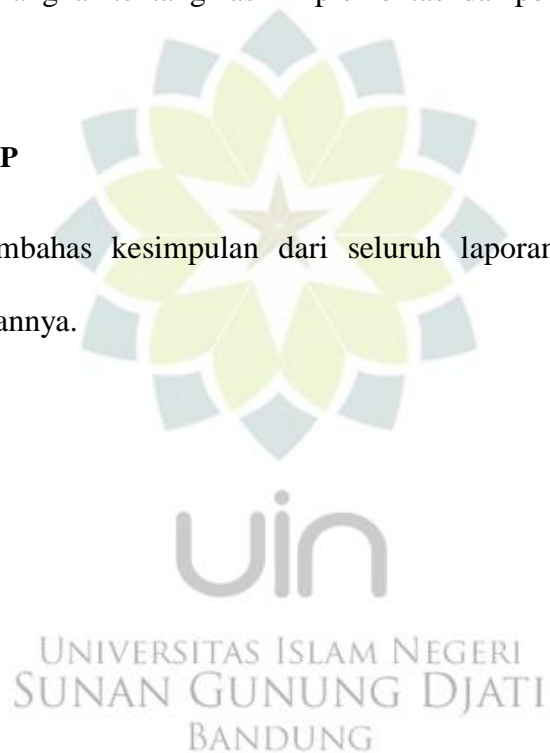 P
mbahas kesimpulan dari seluruh laporan
annya.
uin
UNIVERSITAS ISLAM NEGERI
SUNAN GUNUNG DJATI
BANDUNG